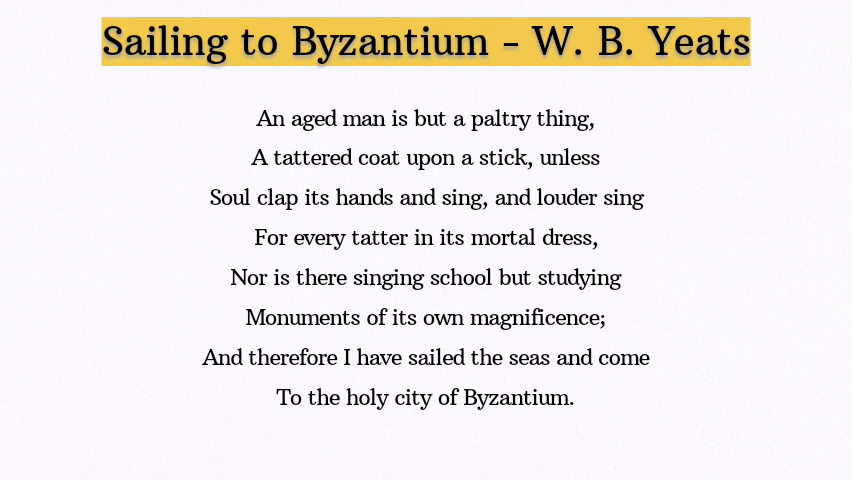 Sailing to Byzantium - W. B. Yeats
An aged man is but a paltry thing,
A tattered coat upon a stick, unless
Soul clap its hands and sing, and louder sing
For every tatter in its mortal dress,
Nor is there singing school but studying
Monuments of its own magnificence;
And therefore I have sailed the seas and come
To the holy city of Byzantium.